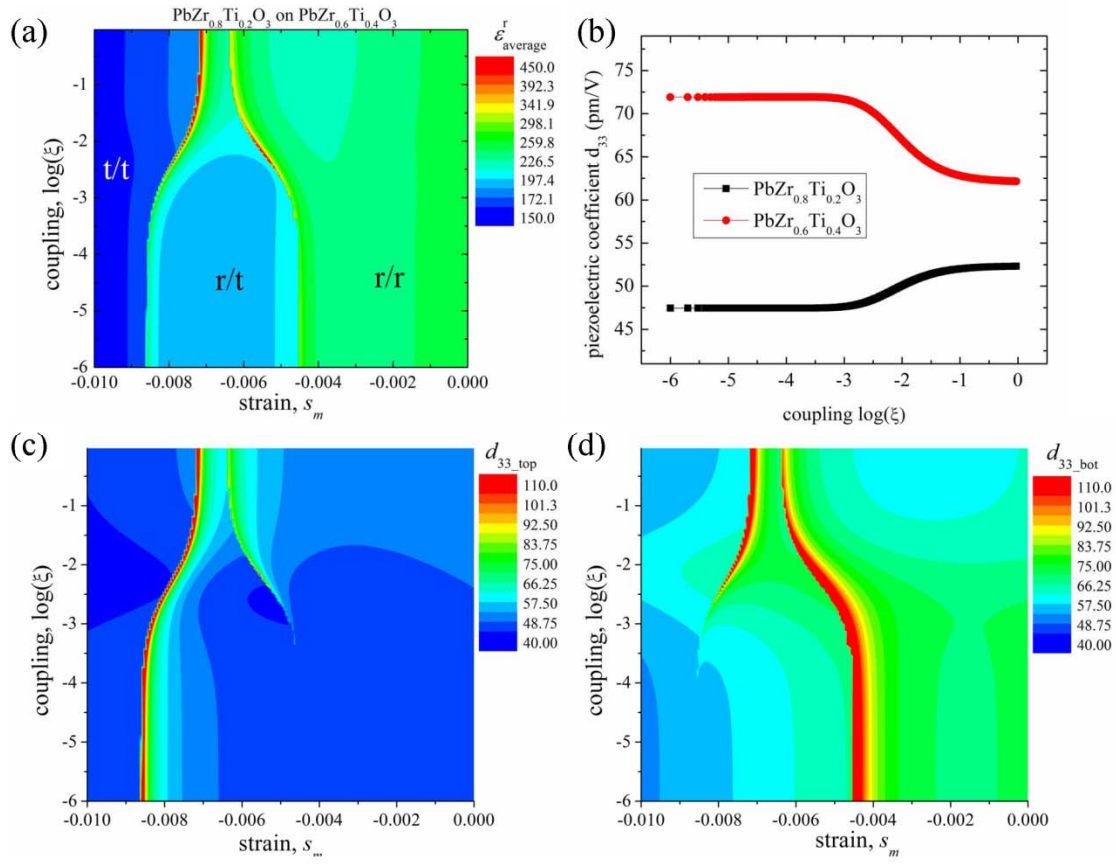 (a)
PbZr0.8Ti0.2O3 on PbZr0.6Ti0.4O3
coupling, log(ξ)
-1
-2
-3
-4
-5
-6
t/t
r/t
r/r
-0.010 -0.008 -0.006 -0.004 -0.002 0.000
strain, sm
εraverage
450.0
392.3
341.9
298.1
259.8
226.5
197.4
150.0
(b)
piezoelectric coefficient d33 (pm/V)
75
70
65
60
55
50
45
PbZr0.8Ti0.2O3
PbZr0.6Ti0.4O3
-6 -5 -4 -3 -2 -1 0
coupling log(ξ)
(c)
coupling, log(ξ)
-1
-2
-3
-4
-5
-6
-0.010 -0.008 -0.006 -0.004 -0.002 0.000
strain, s
d33_top
110.0
101.3
92.50
83.75
75.00
66.25
57.50
48.75
40.00
(d)
coupling, log(ξ)
-1
-2
-3
-4
-5
-6
-0.010 -0.008 -0.006 -0.004 -0.002 0.000
strain, sm
d33_bot
110.0
101.3
92.50
83.75
75.00
66.25
57.50
48.75
40.00